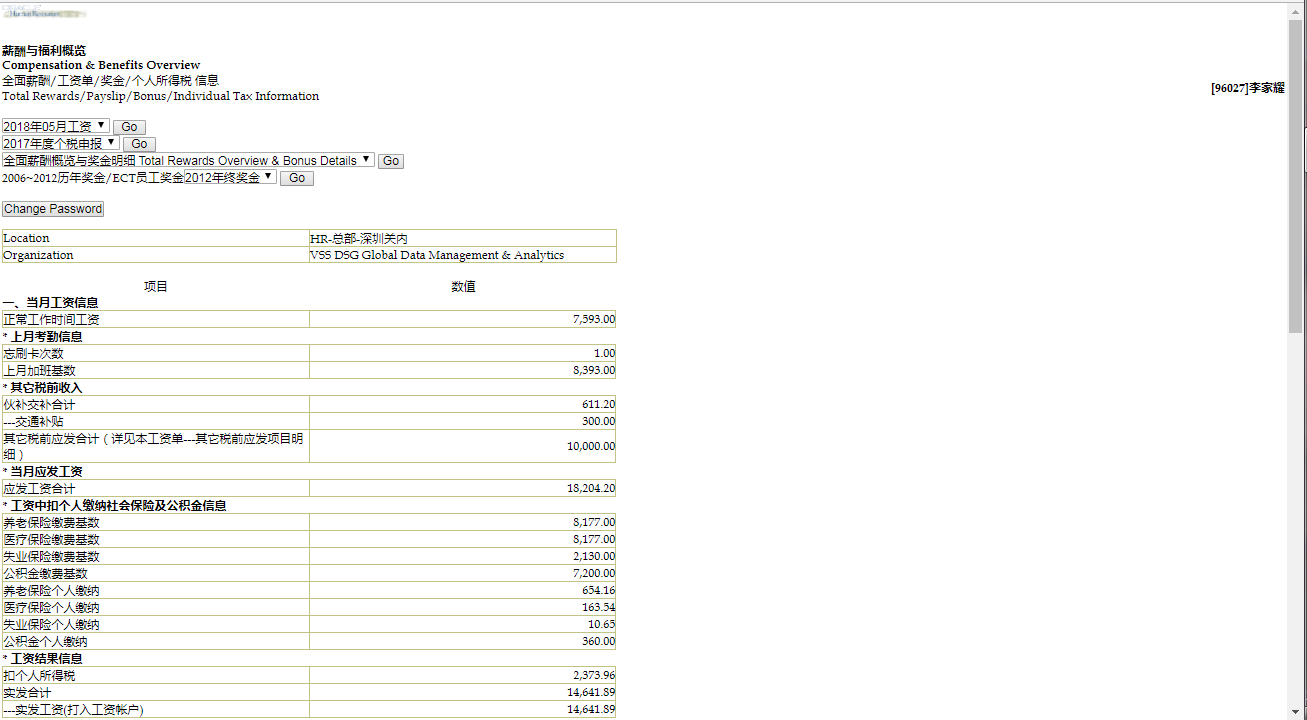 薪酬与福利概览
Compensation & Benefits Overview
全面薪酬/工资单/奖金/个人所得税 信息
[96027]李家耀
Total Rewards/Payslip/Bonus/Individual Tax Information
2018年05月工资 Go
2017年度个税申报 Go
全面薪酬概览与奖金明细 Total Rewards Overview & Bonus Details Go
2006~2012历年奖金/ECT员工奖金 2012年终奖金 Go
Change Password
Location HR-总部-深圳关内
Organization VSS DSG Global Data Management & Analytics
项目 数值
一、当月工资信息
正常工作时间工资 7,593.00
* 上月考勤信息
忘刷卡次数 1.00
上月加班基数 8,393.00
* 其它税前收入
伙补交补合计 611.20
---交通补贴 300.00
其它税前应发合计（详见本工资单---其它税前应发项目明
细） 10,000.00
* 当月应发工资
应发工资合计 18,204.20
* 工资中扣个人缴纳社会保险及公积金信息
养老保险缴费基数 8,177.00
医疗保险缴费基数 8,177.00
失业保险缴费基数 2,130.00
公积金缴费基数 7,200.00
养老保险个人缴纳 654.16
医疗保险个人缴纳 163.54
失业保险个人缴纳 10.65
公积金个人缴纳 360.00
* 工资结果信息
扣个人所得税 2,373.96
实发合计 14,641.89
---实发工资(打入工资帐户) 14,641.89